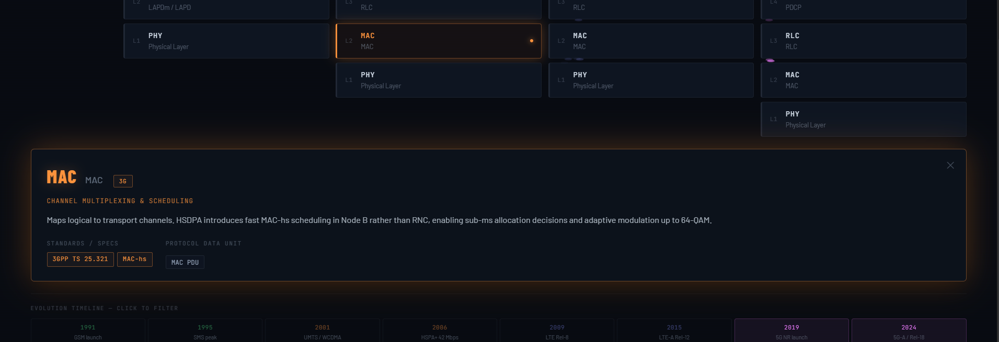 L2
LAPDm / LAPD
L3
RLC
L3
RLC
L4
PDCP
L1
PHY
Physical Layer
L2
MAC
MAC
L2
MAC
MAC
L3
RLC
RLC
L1
PHY
Physical Layer
L1
PHY
Physical Layer
L2
MAC
MAC
L1
PHY
Physical Layer
MAC MAC 3G
CHANNEL MULTIPLEXING & SCHEDULING
Maps logical to transport channels. HSDPA introduces fast MAC-hs scheduling in Node B rather than RNC, enabling sub-ms allocation decisions and adaptive modulation up to 64-QAM.
STANDARDS / SPECS
3GPP TS 25.321 MAC-hs
PROTOCOL DATA UNIT
MAC PDU
EVOLUTION TIMELINE — CLICK TO FILTER
1991
GSM launch
1995
SMS peak
2001
UMTS / WCDMA
2006
HSPA+ 42 Mbps
2009
LTE Rel-8
2015
LTE-A Rel-12
2019
5G NR launch
2024
5G-A / Rel-18